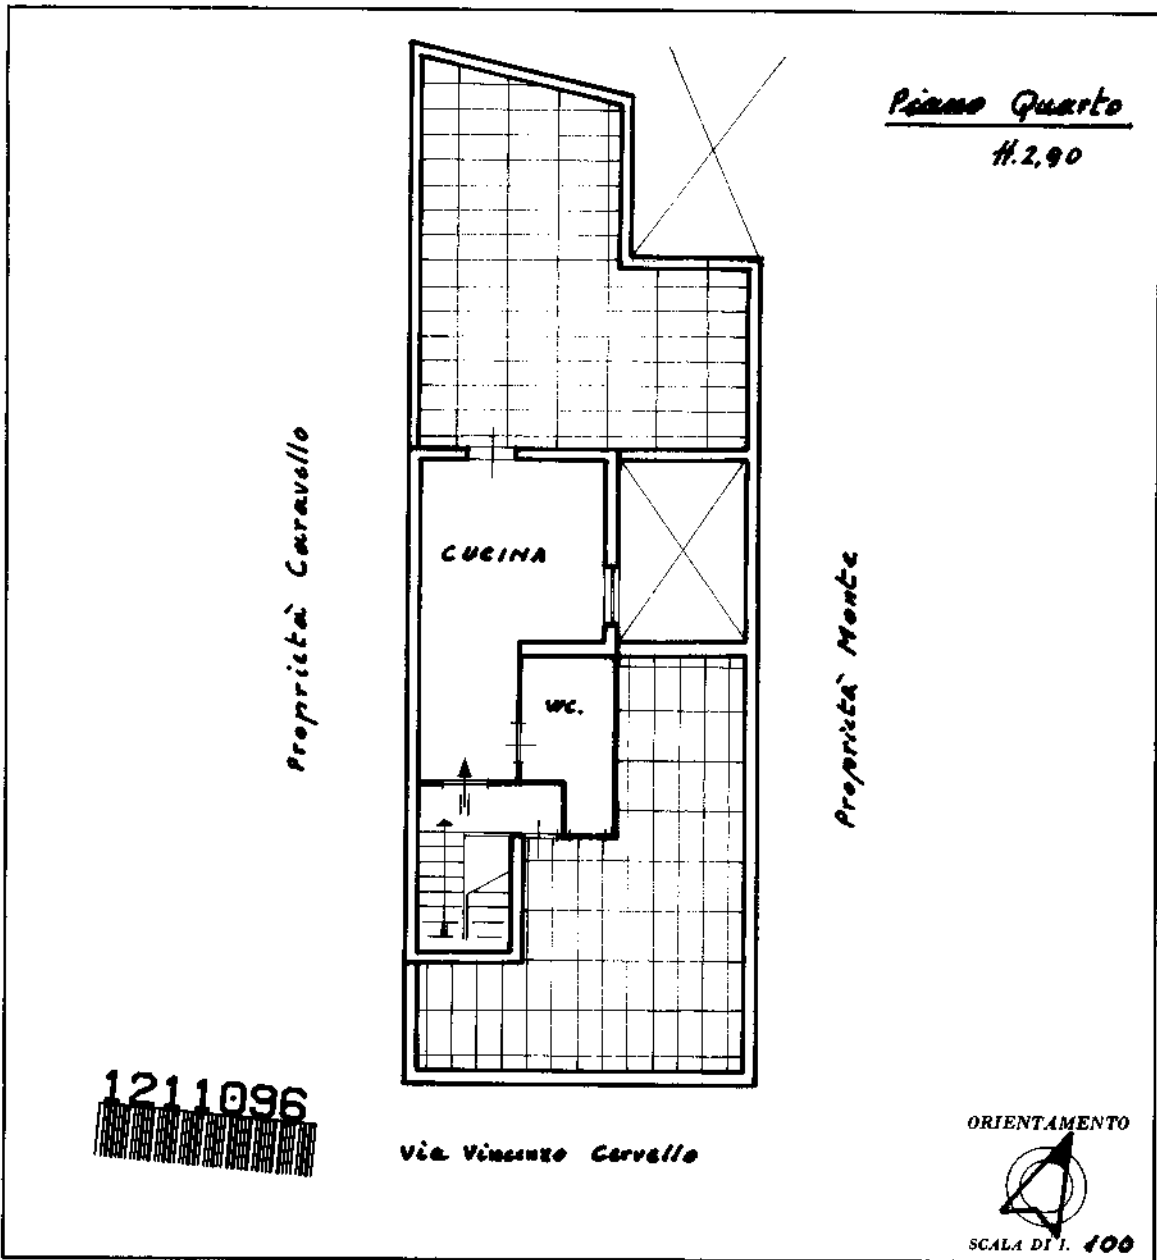 Piano Quarto
H. 2,90
Proprietà Caravello
CUCINA
Proprietà Monte
WC.
1211096
Via Vincenzo Cervello
ORIENTAMENTO
SCALA DI 1: 100